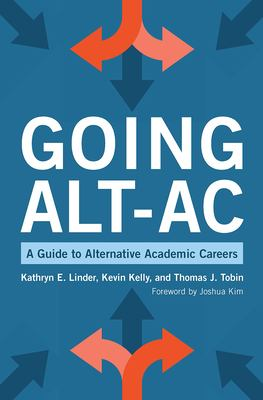 GOING
ALT-AC
A Guide to Alternative Academic Careers
Kathryn E. Linder, Kevin Kelly, and Thomas J. Tobin
Foreword by Joshua Kim